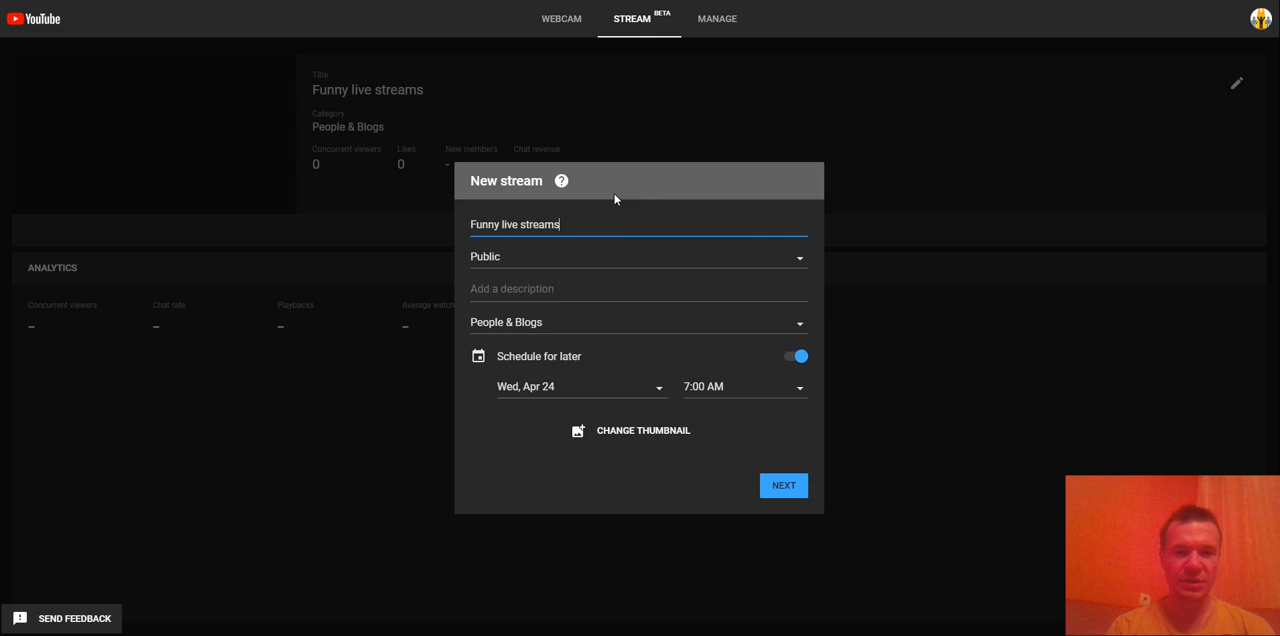 YouTube
WEBCAM
STREAM BETA
MANAGE
Title
Funny live streams
Category
People & Blogs
Concurrent viewers Likes New members Chat revenue
0 0 -
New stream ?
Funny live streams
Public
Add a description
People & Blogs
Schedule for later
Wed, Apr 24 7:00 AM
CHANGE THUMBNAIL
NEXT
ANALYTICS
Concurrent viewers Chat rate Playbacks Average watch
– – – –
SEND FEEDBACK